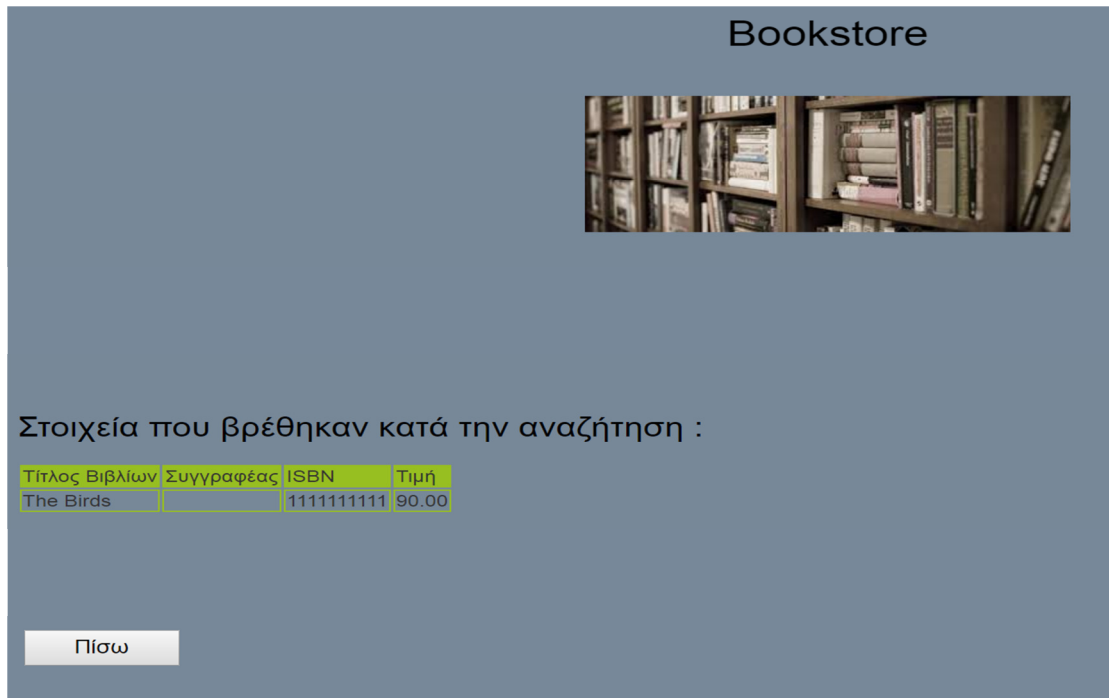 Bookstore
Στοιχεία που βρέθηκαν κατά την αναζήτηση :
Τίτλος Βιβλίων Συγγραφέας ISBN Τιμή
The Birds 1111111111 90.00
Πίσω